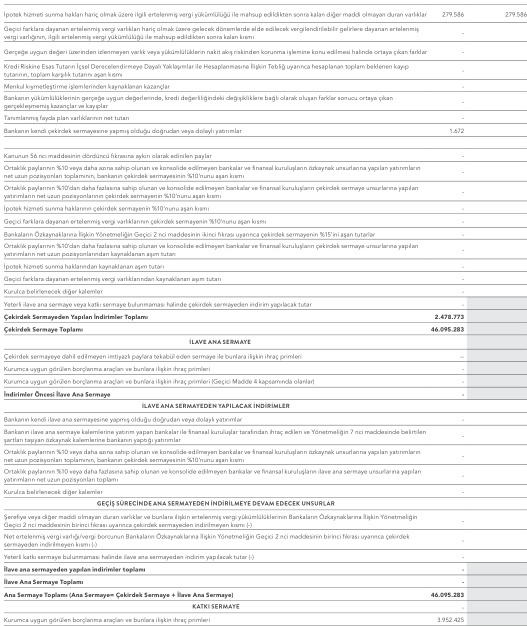 İpotek hizmeti sunma hakları hariç olmak üzere ilgili ertelenmiş vergi yükümlülüğü ile mahsup edildikten sonra kalan diğer maddi olmayan duran varlıklar 279.586 279.586
Geçici farklara dayanan ertelenmiş vergi varlıkları hariç olmak üzere gelecek dönemlerde elde edilecek vergilendirilebilir gelirlere dayanan ertelenmiş
vergi varlığının, ilgili ertelenmiş vergi yükümlülüğü ile mahsup edildikten sonra kalan kısmı -
Gerçeğe uygun değeri üzerinden izlenmeyen varlık veya yükümlülüklerin nakit akış riskinden korunma işlemine konu edilmesi halinde ortaya çıkan farklar -
Kredi Riskine Esas Tutarın İçsel Derecelendirmeye Dayalı Yaklaşımlar ile Hesaplanmasına İlişkin Tebliğ uyarınca hesaplanan toplam beklenen kayıp
tutarının, toplam karşılık tutarını aşan kısmı -
Menkul kıymetleştirme işlemlerinden kaynaklanan kazançlar -
Bankanın yükümlülüklerinin gerçeğe uygun değerlerinde, kredi değerliliğindeki değişikliklere bağlı olarak oluşan farklar sonucu ortaya çıkan
gerçekleşmemiş kazançlar ve kayıplar -
Tanımlanmış fayda plan varlıklarının net tutarı -
Bankanın kendi çekirdek sermayesine yapmış olduğu doğrudan veya dolaylı yatırımlar 1.672
Kanunun 56 ncı maddesinin dördüncü fıkrasına aykırı olarak edinilen paylar -
Ortaklık paylarının %10 veya daha azına sahip olunan ve konsolide edilmeyen bankalar ve finansal kuruluşların özkaynak unsurlarına yapılan yatırımların
net uzun pozisyonları toplamının, bankanın çekirdek sermayesinin %10'nunu aşan kısmı -
Ortaklık paylarının %10'dan daha fazlasına sahip olunan ve konsolide edilmeyen bankalar ve finansal kuruluşların çekirdek sermaye unsurlarına yapılan
yatırımların net uzun pozisyonlarının çekirdek sermayenin %10'nunu aşan kısmı -
İpotek hizmeti sunma haklarının çekirdek sermayenin %10'nunu aşan kısmı -
Geçici farklara dayanan ertelenmiş vergi varlıklarının çekirdek sermayenin %10'nunu aşan kısmı -
Bankaların Özkaynaklarına İlişkin Yönetmeliğin Geçici 2 nci maddesinin ikinci fıkrası uyarınca çekirdek sermayenin %15'ini aşan tutarlar -
Ortaklık paylarının %10'dan daha fazlasına sahip olunan ve konsolide edilmeyen bankalar ve finansal kuruluşların çekirdek sermaye unsurlarına yapılan
yatırımların net uzun pozisyonlarından kaynaklanan aşım tutarı -
İpotek hizmeti sunma haklarından kaynaklanan aşım tutarı -
Geçici farklara dayanan ertelenmiş vergi varlıklarından kaynaklanan aşım tutarı -
Kurulca belirlenecek diğer kalemler -
Yeterli ilave ana sermaye veya katkı sermaye bulunmaması halinde çekirdek sermayeden indirim yapılacak tutar -
Çekirdek Sermayeden Yapılan İndirimler Toplamı 2.478.773
Çekirdek Sermaye Toplamı 46.095.283
İLAVE ANA SERMAYE
Çekirdek sermayeye dahil edilmeyen imtiyazlı paylara tekabül eden sermaye ile bunlara ilişkin ihraç primleri --
Kurumca uygun görülen borçlanma araçları ve bunlara ilişkin ihraç primleri -
Kurumca uygun görülen borçlanma araçları ve bunlara ilişkin ihraç primleri (Geçici Madde 4 kapsamında olanlar) -
İndirimler Öncesi İlave Ana Sermaye -
İLAVE ANA SERMAYEDEN YAPILACAK İNDİRİMLER
Bankanın kendi ilave ana sermayesine yapmış olduğu doğrudan veya dolaylı yatırımlar -
Bankanın ilave ana sermaye kalemlerine yatırım yapan bankalar ile finansal kuruluşlar tarafından ihraç edilen ve Yönetmeliğin 7 nci maddesinde belirtilen
şartları taşıyan özkaynak kalemlerine bankanın yaptığı yatırımlar -
Ortaklık paylarının %10 veya daha azına sahip olunan ve konsolide edilmeyen bankalar ve finansal kuruluşların özkaynak unsurlarına yapılan yatırımların
net uzun pozisyonları toplamının, bankanın çekirdek sermayesinin %10'nunu aşan kısmı -
Ortaklık paylarının %10 veya daha fazlasına sahip olunan ve konsolide edilmeyen bankalar ve finansal kuruluşların ilave ana sermaye unsurlarına yapılan
yatırımların net uzun pozisyonları toplamı -
Kurulca belirlenecek diğer kalemler -
GEÇİŞ SÜRECİNDE ANA SERMAYEDEN İNDİRİLMEYE DEVAM EDECEK UNSURLAR
Şerefiye veya diğer maddi olmayan duran varlıklar ve bunlara ilişkin ertelenmiş vergi yükümlülüklerinin Bankaların Özkaynaklarına İlişkin Yönetmeliğin
Geçici 2 nci maddesinin birinci fıkrası uyarınca çekirdek sermayeden indirilmeyen kısmı (-) -
Net ertelenmiş vergi varlığı/vergi borcunun Bankaların Özkaynaklarına İlişkin Yönetmeliğin Geçici 2 nci maddesinin birinci fıkrası uyarınca çekirdek
sermayeden indirilmeyen kısmı (-) -
Yeterli katkı sermaye bulunmaması halinde ilave ana sermayeden indirim yapılacak tutar (-) -
İlave ana sermayeden yapılan indirimler toplamı -
İlave Ana Sermaye Toplamı -
Ana Sermaye Toplamı (Ana Sermaye= Çekirdek Sermaye + İlave Ana Sermaye) 46.095.283
KATKI SERMAYE -
Kurumca uygun görülen borçlanma araçları ve bunlara ilişkin ihraç primleri 3.952.425